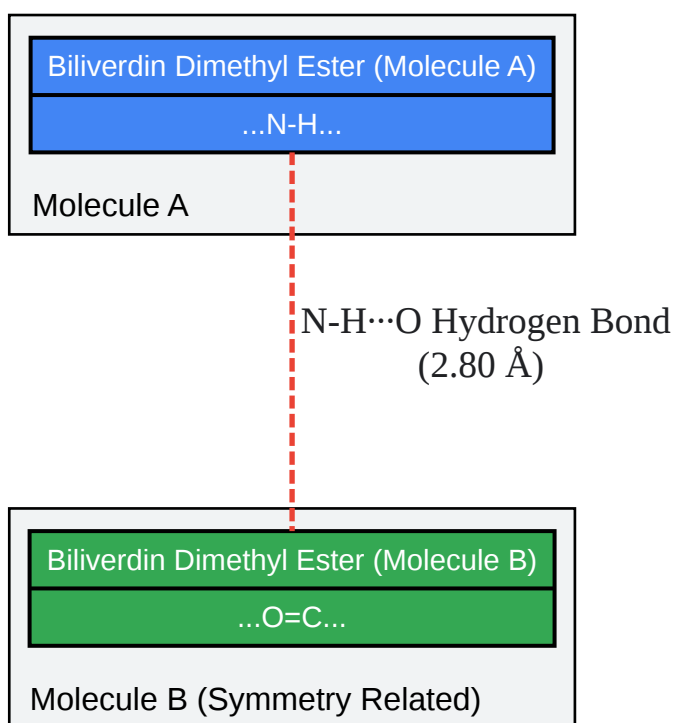 Biliverdin Dimethyl Ester (Molecule A)
...N-H...
Molecule A
N-H···O Hydrogen Bond
(2.80 Å)
Biliverdin Dimethyl Ester (Molecule B)
...O=C...
Molecule B (Symmetry Related)